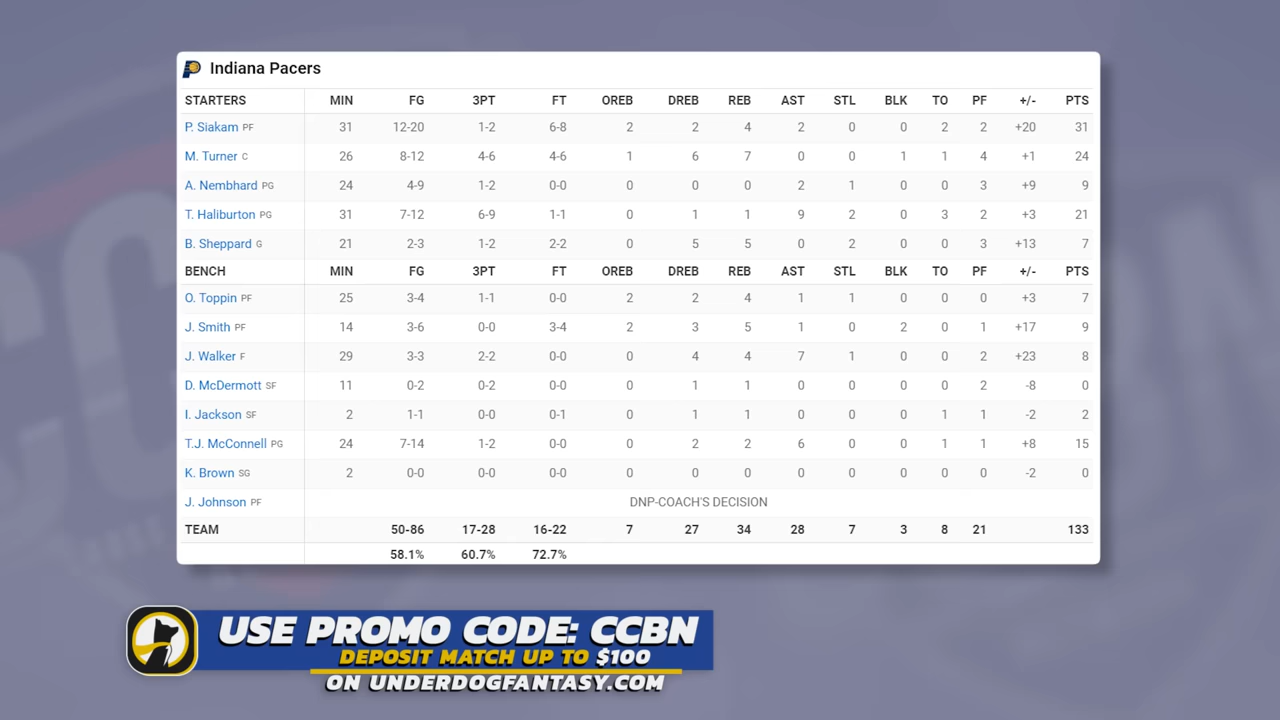 Indiana Pacers
STARTERS MIN FG 3PT FT OREB DREB REB AST STL BLK TO PF +/- PTS
P. Siakam PF 31 12-20 1-2 6-8 2 2 4 2 0 0 2 2 +20 31
M. Turner C 26 8-12 4-6 4-6 1 6 7 0 0 1 1 4 +1 24
A. Nembhard PG 24 4-9 1-2 0-0 0 0 0 2 1 0 0 3 +9 9
T. Haliburton PG 31 7-12 6-9 1-1 0 1 1 9 2 0 3 2 +3 21
B. Sheppard G 21 2-3 1-2 2-2 0 5 5 0 2 0 0 3 +13 7
BENCH MIN FG 3PT FT OREB DREB REB AST STL BLK TO PF +/- PTS
O. Toppin PF 25 3-4 1-1 0-0 2 2 4 1 1 0 0 0 +3 7
J. Smith PF 14 3-6 0-0 3-4 2 3 5 1 0 2 0 1 +17 9
J. Walker F 29 3-3 2-2 0-0 0 4 4 7 1 0 0 2 +23 8
D. McDermott SF 11 0-2 0-2 0-0 0 1 1 0 0 0 0 2 -8 0
I. Jackson SF 2 1-1 0-0 0-1 0 1 1 0 0 0 1 1 -2 2
T.J. McConnell PG 24 7-14 1-2 0-0 0 2 2 6 0 0 1 1 +8 15
K. Brown SG 2 0-0 0-0 0-0 0 0 0 0 0 0 0 0 -2 0
J. Johnson PF DNP-COACH'S DECISION
TEAM 50-86 17-28 16-22 7 27 34 28 7 3 8 21 133
58.1% 60.7% 72.7%
USE PROMO CODE: CCBN
DEPOSIT MATCH UP TO $100
ON UNDERDOGFANTASY.COM